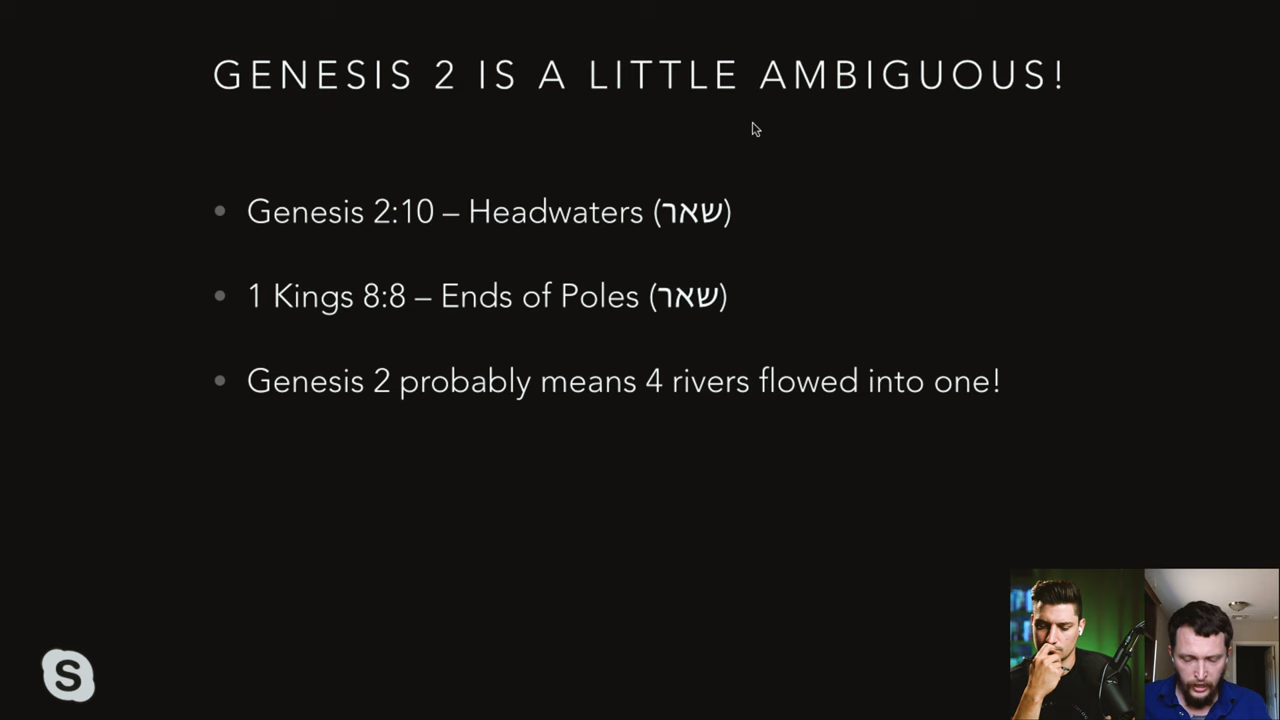 GENESIS 2 IS A LITTLE AMBIGUOUS!
• Genesis 2:10 – Headwaters (שאר)
• 1 Kings 8:8 – Ends of Poles (שאר)
• Genesis 2 probably means 4 rivers flowed into one!
S